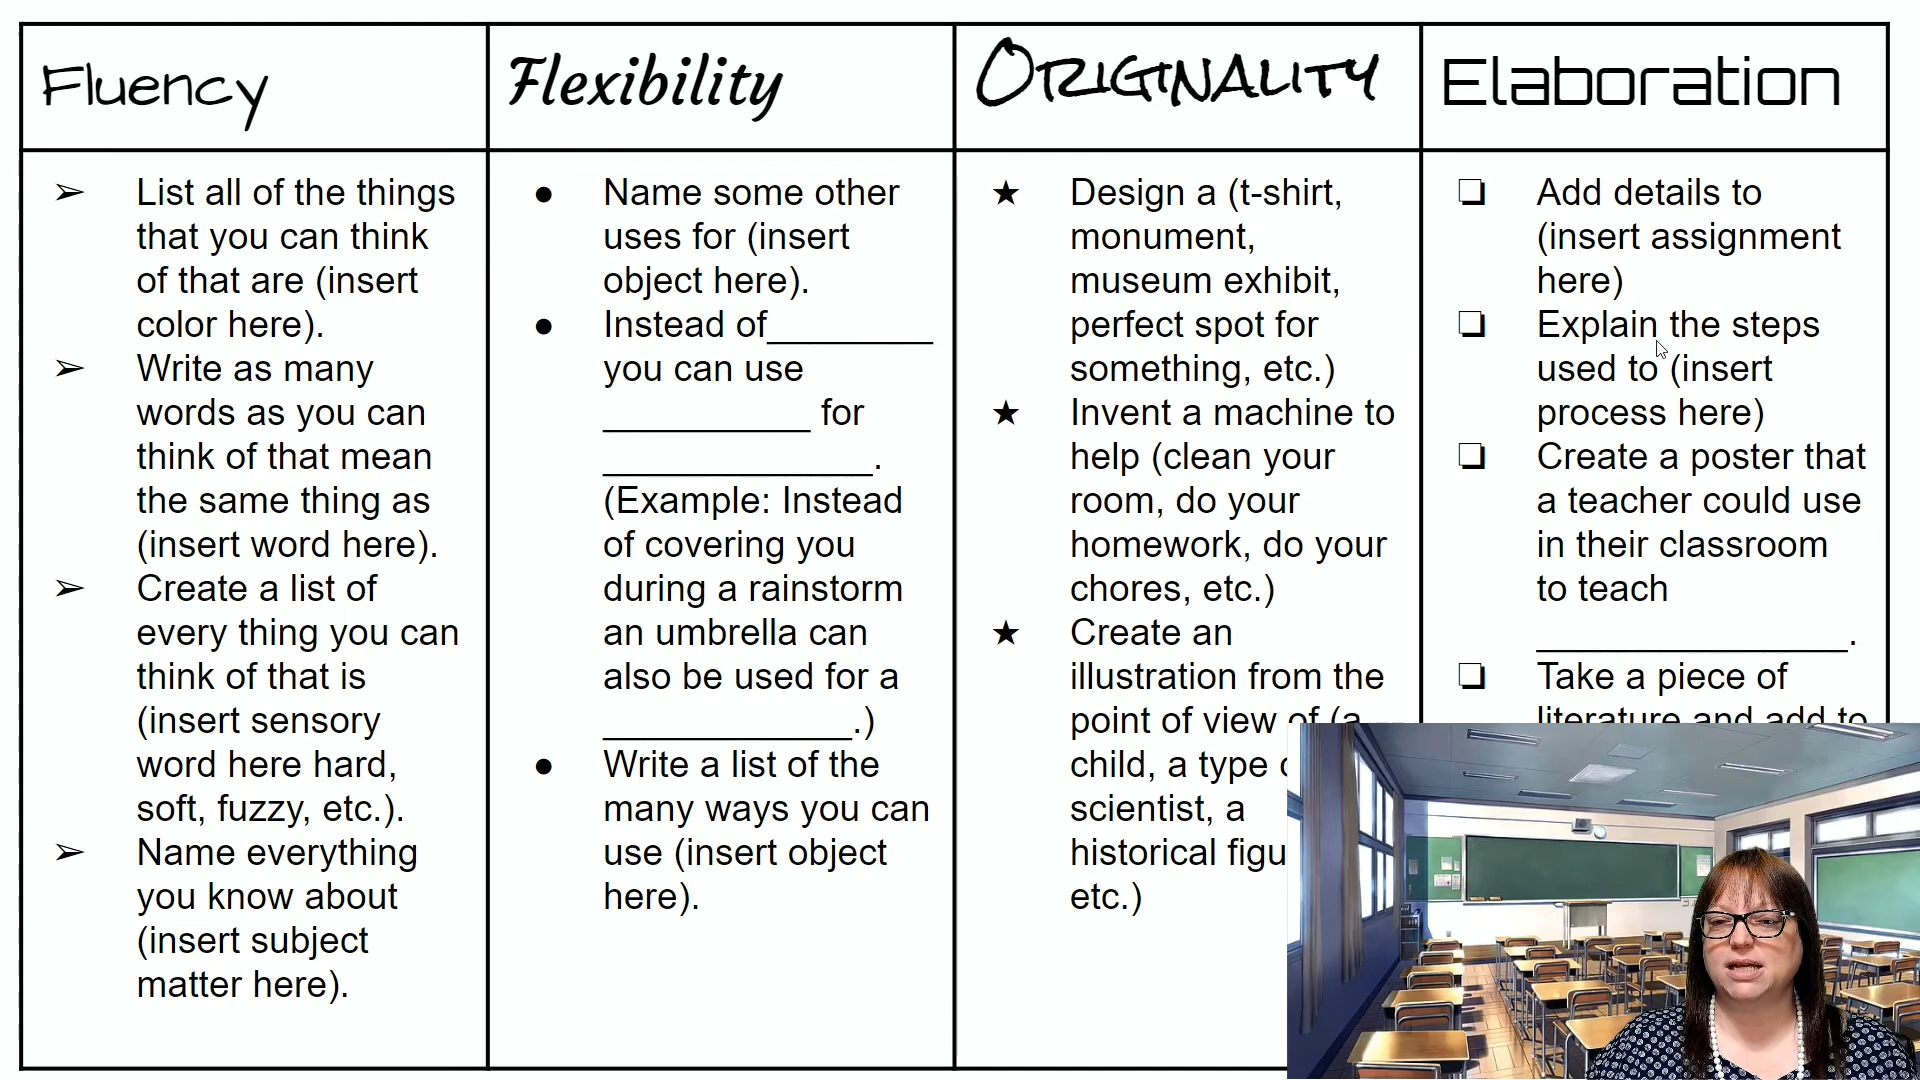 Fluency
➢ List all of the things
that you can think
of that are (insert
color here).
➢ Write as many
words as you can
think of that mean
the same thing as
(insert word here).
➢ Create a list of
every thing you can
think of that is
(insert sensory
word here hard,
soft, fuzzy, etc.).
➢ Name everything
you know about
(insert subject
matter here).
Flexibility
● Name some other
uses for (insert
object here).
● Instead of________
you can use
__________ for
_____________.
(Example: Instead
of covering you
during a rainstorm
an umbrella can
also be used for a
____________.)
● Write a list of the
many ways you can
use (insert object
here).
Originality
★ Design a (t-shirt,
monument,
museum exhibit,
perfect spot for
something, etc.)
★ Invent a machine to
help (clean your
room, do your
homework, do your
chores, etc.)
★ Create an
illustration from the
point of view of (a
child, a type
scientist, a
historical
etc.)
Elaboration
❏ Add details to
(insert assignment
here)
❏ Explain the steps
used to (insert
process here)
❏ Create a poster that
a teacher could use
in their classroom
to teach
_______________.
❏ Take a piece of
literature and add to